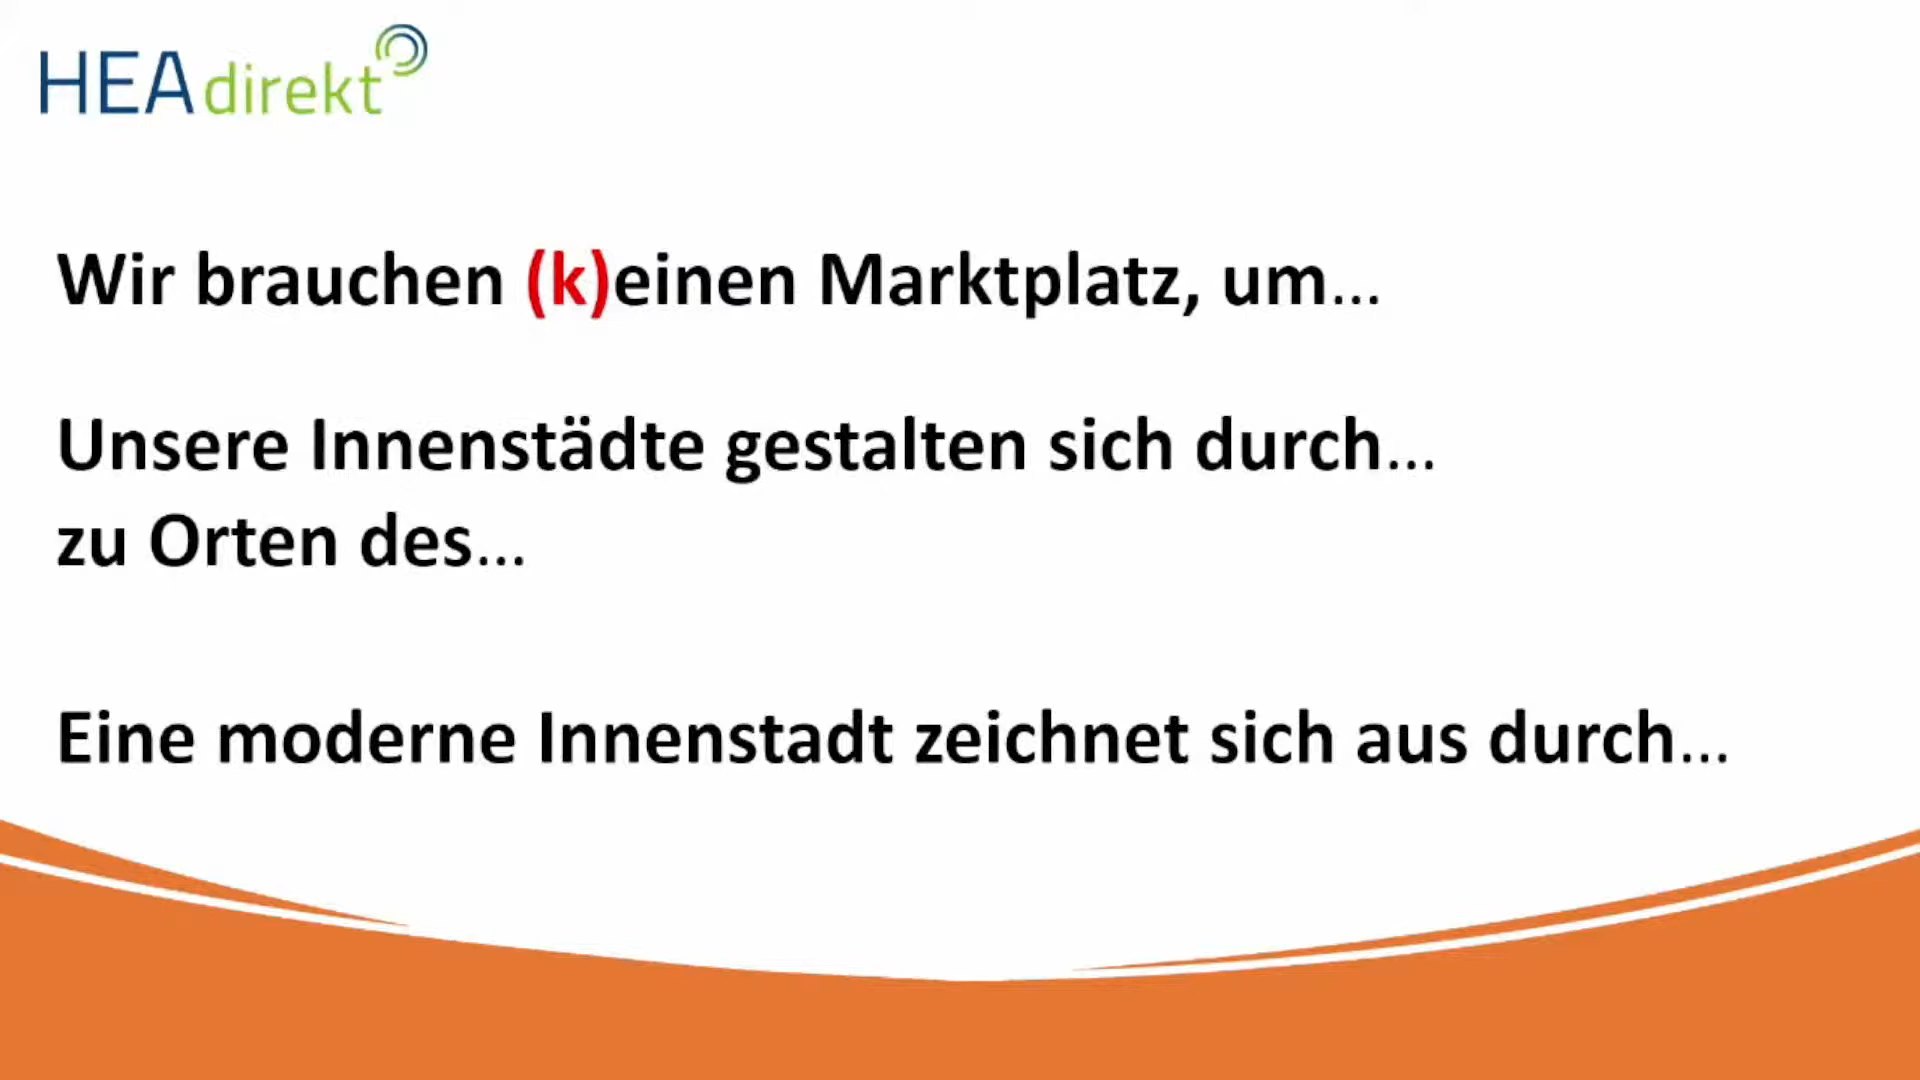 HEAdirekt
Wir brauchen (k)einen Marktplatz, um...
Unsere Innenstädte gestalten sich durch...
zu Orten des...
Eine moderne Innenstadt zeichnet sich aus durch...